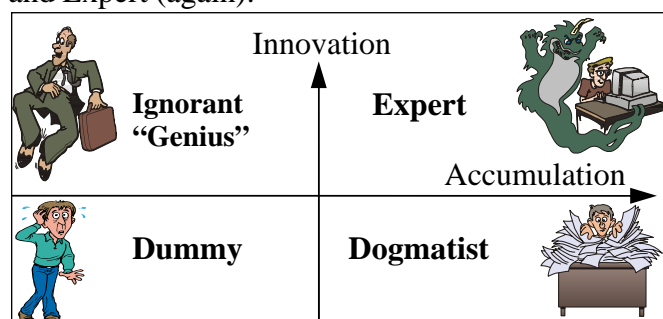 and Expert (again).
Innovation
Ignorant
“Genius”
Expert
Accumulation
Dummy
Dogmatist